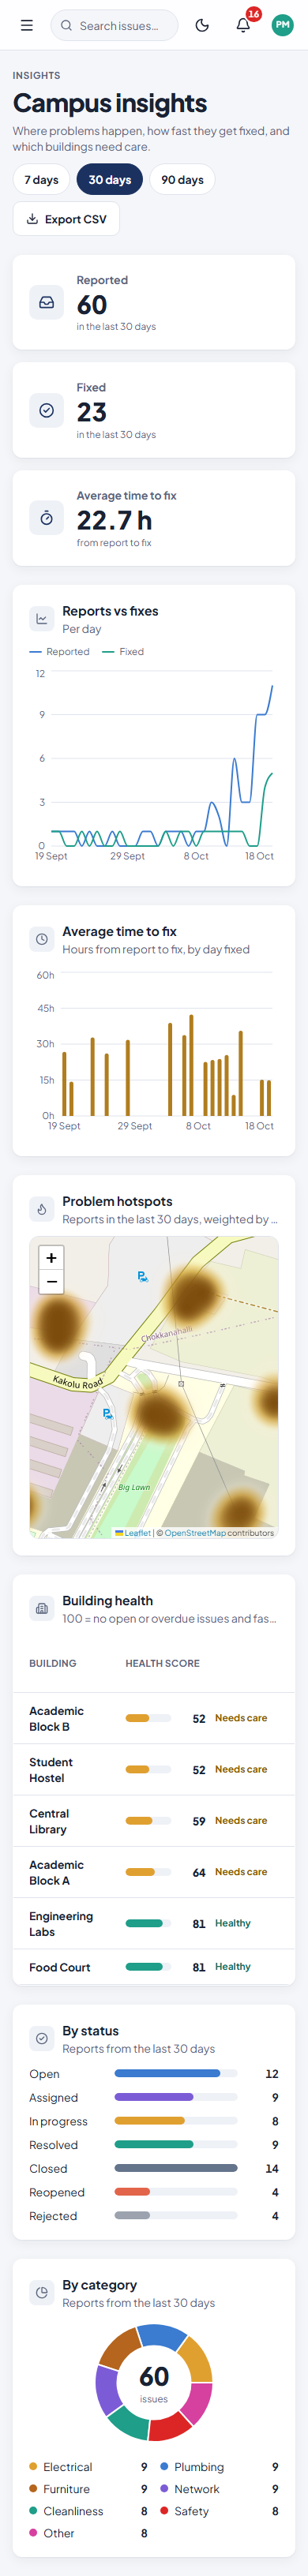 Search issues...
16
PM
INSIGHTS
Campus insights
Where problems happen, how fast they get fixed, and
which buildings need care.
7 days
30 days
90 days
Export CSV
Reported
60
in the last 30 days
Fixed
23
in the last 30 days
Average time to fix
22.7 h
from report to fix
Reports vs fixes
Per day
Reported Fixed
12
9
6
3
0
19 Sept 29 Sept 8 Oct 18 Oct
Average time to fix
Hours from report to fix, by day fixed
60h
45h
30h
15h
0h
19 Sept 29 Sept 8 Oct 18 Oct
Problem hotspots
Reports in the last 30 days, weighted by ...
+
−
P
Chokkanahalli
Kakolu Road
P
Big Lawn
Leaflet | © OpenStreetMap contributors
Building health
100 = no open or overdue issues and fas...
BUILDING HEALTH SCORE
Academic
Block B
52 Needs care
Student
Hostel
52 Needs care
Central
Library
59 Needs care
Academic
Block A
64 Needs care
Engineering
Labs
81 Healthy
Food Court 81 Healthy
By status
Reports from the last 30 days
Open 12
Assigned 9
In progress 8
Resolved 9
Closed 14
Reopened 4
Rejected 4
By category
Reports from the last 30 days
60
issues
Electrical 9 Plumbing 9
Furniture 9 Network 9
Cleanliness 8 Safety 8
Other 8